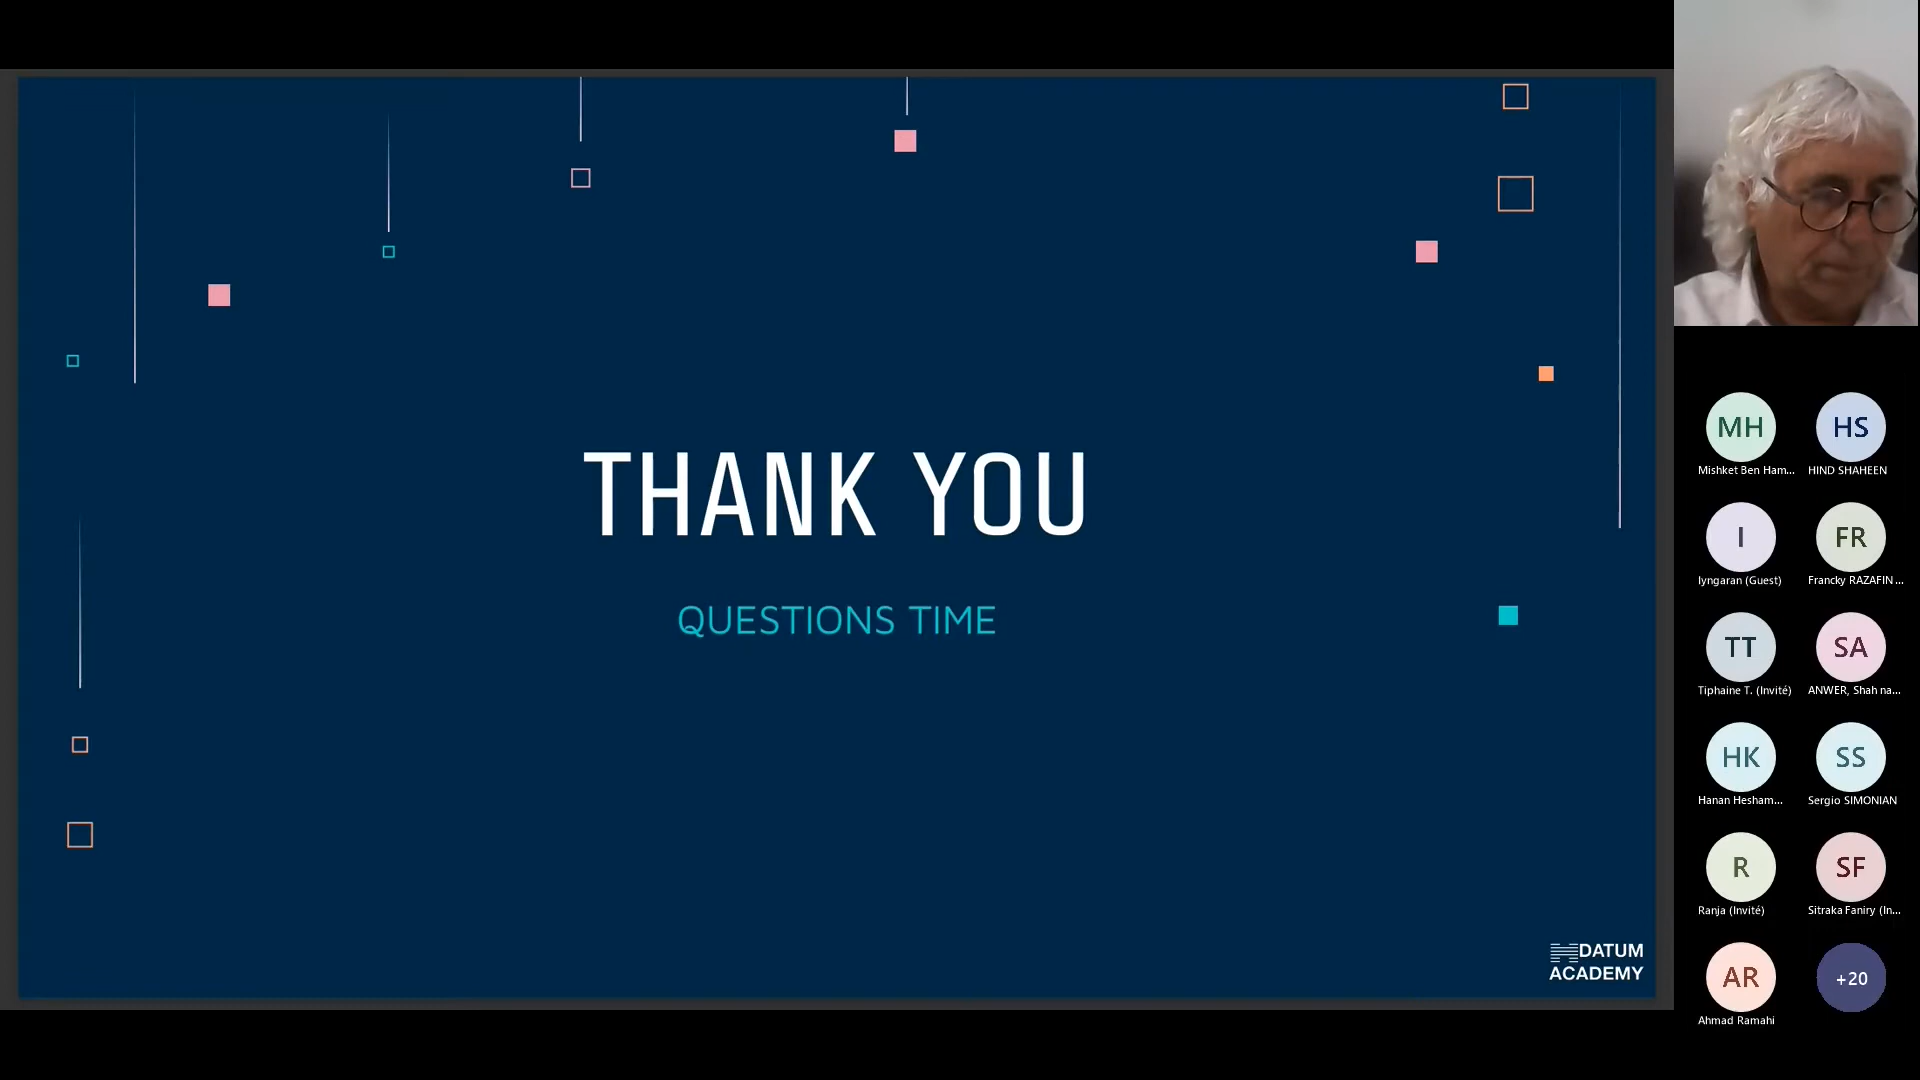 THANK YOU
QUESTIONS TIME
DATUM
ACADEMY
MH
Mishket Ben Ham...
HS
HIND SHAHEEN
I
Iyngaran (Guest)
FR
Francky RAZAFIN...
TT
Tiphaine T. (Invité)
SA
ANWER, Shah na...
HK
Hanan Hesham...
SS
Sergio SIMONIAN
R
Ranja (Invité)
SF
Sitraka Faniry (In...
AR
Ahmad Ramahi
+20